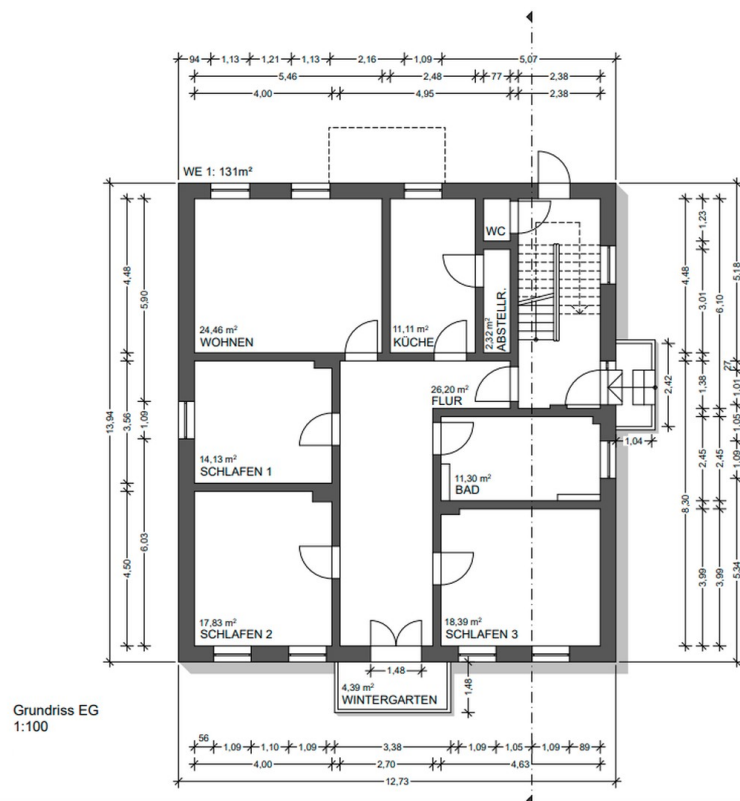 94 1,13 1,21 1,13 2,16 1,09 5,07
5,46 2,48 77 2,38
4,00 4,95 2,38
WE 1: 131m²
WC
24,46 m²
WOHNEN
11,11 m²
KÜCHE
2,32 m²
ABSTELLR.
26,20 m²
FLUR
14,13 m²
SCHLAFEN 1
11,30 m²
BAD
17,83 m²
SCHLAFEN 2
18,39 m²
SCHLAFEN 3
4,39 m²
WINTERGARTEN
1,48
1,48
13,94
4,48 3,56 4,50
5,90 1,09 6,03
2,42
1,04
4,48 8,30
1,23 3,01 1,38 2,45 3,99
6,10 2,45 3,99
5,18 27 1,01 1,05 1,09 5,34
Grundriss EG
1:100
56 1,09 1,10 1,09 3,38 1,09 1,05 1,09 89
4,00 2,70 4,63
12,73